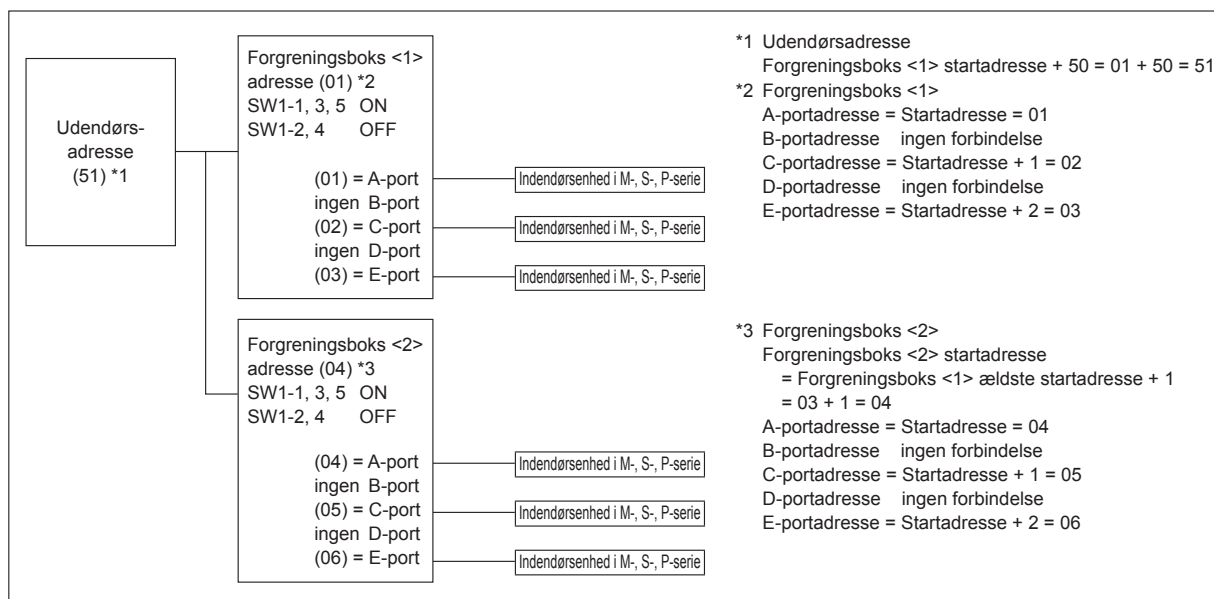 Udendørs-
adresse
(51) *1
Forgreningsboks <1>
adresse (01) *2
SW1-1, 3, 5 ON
SW1-2, 4 OFF
(01) = A-port
ingen B-port
(02) = C-port
ingen D-port
(03) = E-port
Indendørsenhed i M-, S-, P-serie
Indendørsenhed i M-, S-, P-serie
Indendørsenhed i M-, S-, P-serie
Forgreningsboks <2>
adresse (04) *3
SW1-1, 3, 5 ON
SW1-2, 4 OFF
(04) = A-port
ingen B-port
(05) = C-port
ingen D-port
(06) = E-port
Indendørsenhed i M-, S-, P-serie
Indendørsenhed i M-, S-, P-serie
Indendørsenhed i M-, S-, P-serie
*1 Udendørsadresse
Forgreningsboks <1> startadresse + 50 = 01 + 50 = 51
*2 Forgreningsboks <1>
A-portadresse = Startadresse = 01
B-portadresse ingen forbindelse
C-portadresse = Startadresse + 1 = 02
D-portadresse ingen forbindelse
E-portadresse = Startadresse + 2 = 03
*3 Forgreningsboks <2>
Forgreningsboks <2> startadresse
= Forgreningsboks <1> ældste startadresse + 1
= 03 + 1 = 04
A-portadresse = Startadresse = 04
B-portadresse ingen forbindelse
C-portadresse = Startadresse + 1 = 05
D-portadresse ingen forbindelse
E-portadresse = Startadresse + 2 = 06